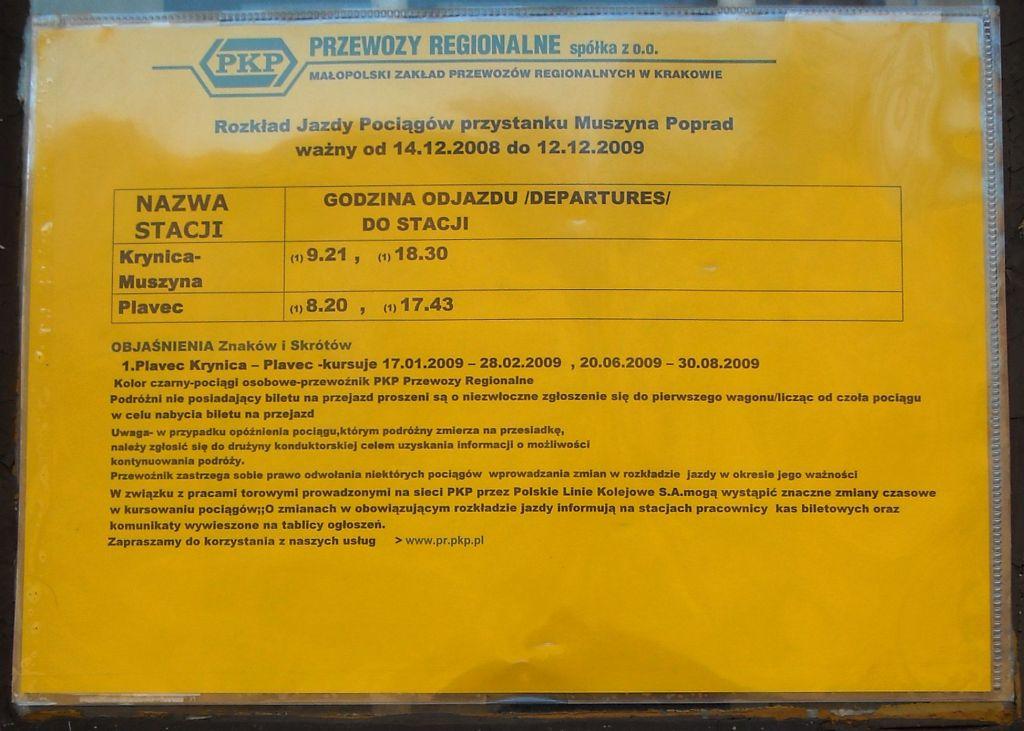 PKP
PRZEWOZY REGIONALNE spółka z o.o.
MAŁOPOLSKI ZAKŁAD PRZEWOZÓW REGIONALNYCH W KRAKOWIE
Rozkład Jazdy Pociągów przystanku Muszyna Poprad
ważny od 14.12.2008 do 12.12.2009
NAZWA STACJI
GODZINA ODJAZDU /DEPARTURES/
DO STACJI
Krynica-Muszyna
(1) 9.21 , (1) 18.30
Plavec
(1) 8.20 , (1) 17.43
OBJAŚNIENIA Znaków i Skrótów
1.Plavec Krynica – Plavec -kursuje 17.01.2009 – 28.02.2009 , 20.06.2009 – 30.08.2009
Kolor czarny-pociągi osobowe-przewoźnik PKP Przewozy Regionalne
Podróżni nie posiadający biletu na przejazd proszeni są o niezwłoczne zgłoszenie się do pierwszego wagonu/licząc od czoła pociągu
w celu nabycia biletu na przejazd
Uwaga- w przypadku opóźnienia pociągu,którym podróżny zmierza na przesiadkę,
należy zgłosić się do drużyny konduktorskiej celem uzyskania informacji o możliwości
kontynuowania podróży.
Przewoźnik zastrzega sobie prawo odwołania niektórych pociągów wprowadzania zmian w rozkładzie jazdy w okresie jego ważności
W związku z pracami torowymi prowadzonymi na sieci PKP przez Polskie Linie Kolejowe S.A.mogą wystąpić znaczne zmiany czasowe
w kursowaniu pociągów;;O zmianach w obowiązującym rozkładzie jazdy informują na stacjach pracownicy kas biletowych oraz
komunikaty wywieszone na tablicy ogłoszeń.
Zapraszamy do korzystania z naszych usług > www.pr.pkp.pl